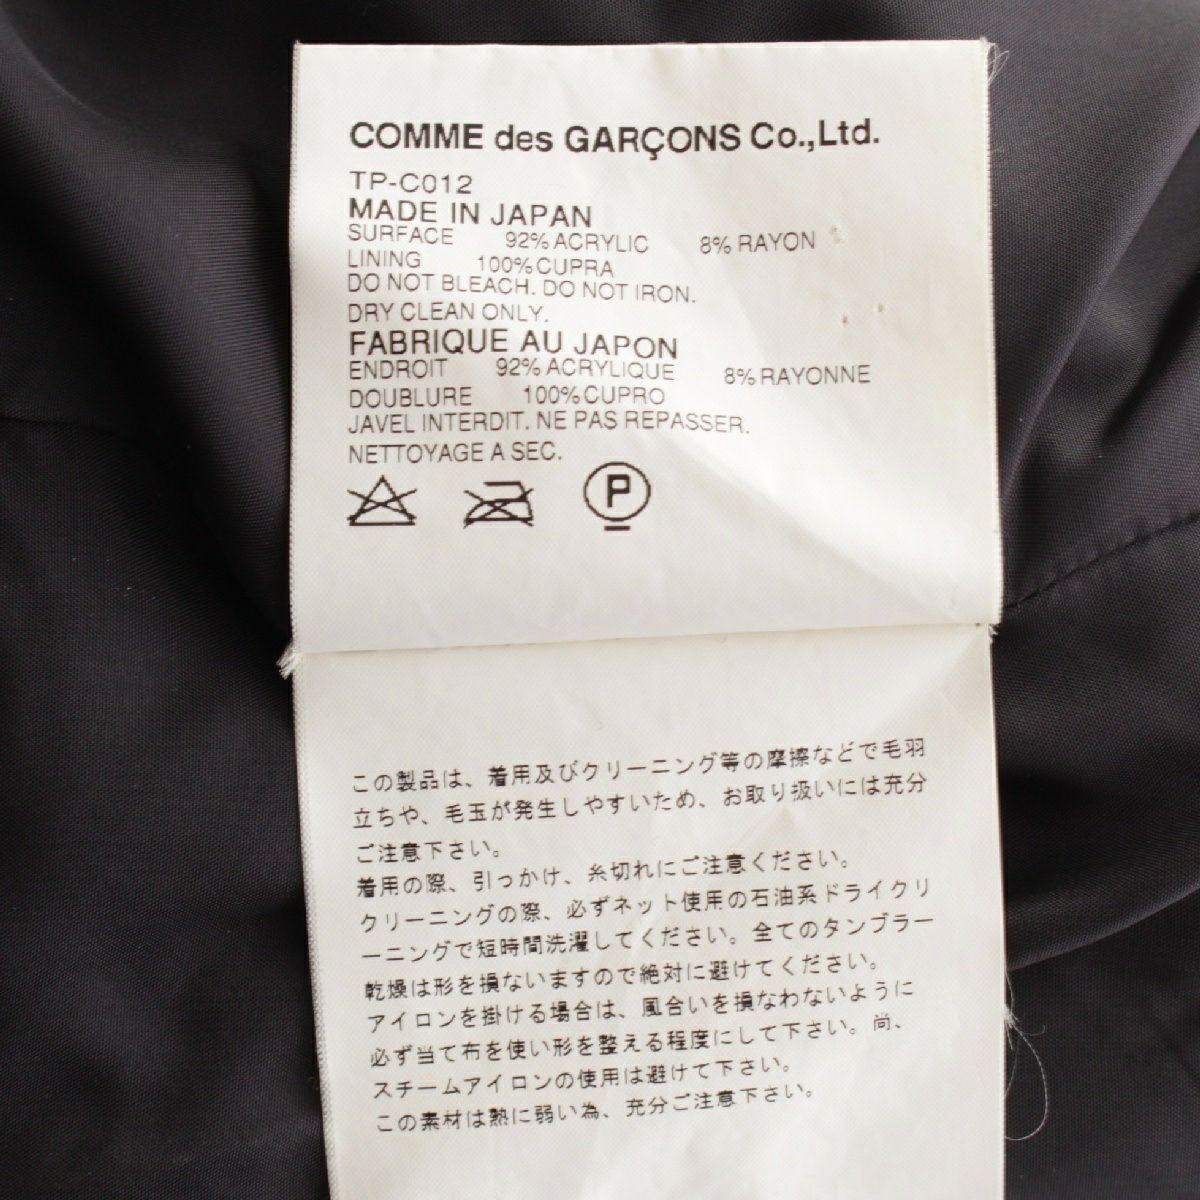 COMME des GARÇONS Co.,Ltd.
TP-C012
MADE IN JAPAN
SURFACE 92% ACRYLIC 8% RAYON
LINING 100% CUPRA
DO NOT BLEACH. DO NOT IRON.
DRY CLEAN ONLY.
FABRIQUE AU JAPON
ENDROIT 92% ACRYLIQUE 8% RAYONNE
DOUBLURE 100% CUPRO
JAVEL INTERDIT. NE PAS REPASSER.
NETTOYAGE A SEC.
P
この製品は、着用及びクリーニング等の摩擦などで毛羽
立ちや、毛玉が発生しやすいため、お取り扱いには充分
ご注意下さい。
着用の際、引っかけ、糸切れにご注意ください。
クリーニングの際、必ずネット使用の石油系ドライクリ
ーニングで短時間洗濯してください。全てのタンブラー
乾燥は形を損ないますので絶対に避けてください。
アイロンを掛ける場合は、風合いを損なわないように
必ず当て布を使い形を整える程度にして下さい。尚、
スチームアイロンの使用は避けて下さい。
この素材は熱に弱い為、充分ご注意下さい。